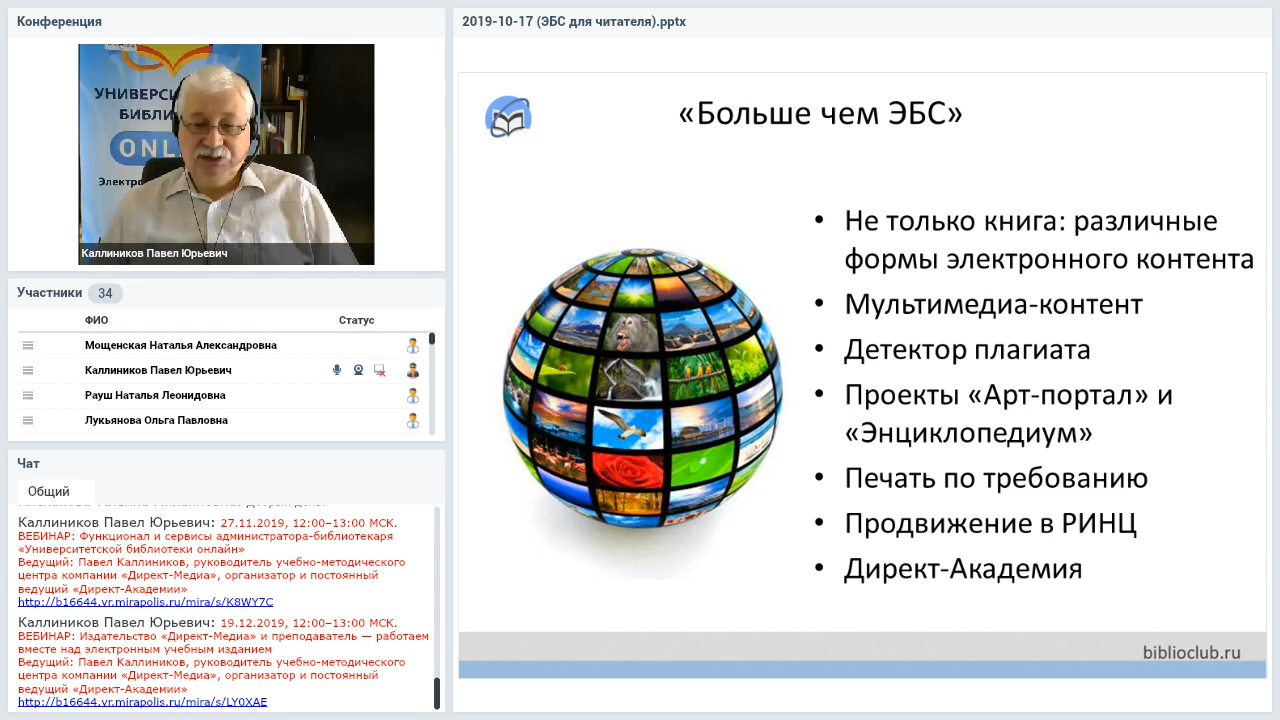 Конференция
УНИВЕРСИ
БИБЛИ
ONL
Электро
Каллиников Павел Юрьевич
Участники 34
ФИО Статус
Мощенская Наталья Александровна
Каллиников Павел Юрьевич
Рауш Наталья Леонидовна
Лукьянова Ольга Павловна
Чат
Общий
Каллиников Павел Юрьевич: 27.11.2019, 12:00–13:00 МСК.
ВЕБИНАР: Функционал и сервисы администратора-библиотекаря
«Университетской библиотеки онлайн»
Ведущий: Павел Каллиников, руководитель учебно-методического
центра компании «Директ-Медиа», организатор и постоянный
ведущий «Директ-Академии»
http://b16644.vr.mirapolis.ru/mira/s/K8WY7C
Каллиников Павел Юрьевич: 19.12.2019, 12:00–13:00 МСК.
ВЕБИНАР: Издательство «Директ-Медиа» и преподаватель — работаем
вместе над электронным учебным изданием
Ведущий: Павел Каллиников, руководитель учебно-методического
центра компании «Директ-Медиа», организатор и постоянный
ведущий «Директ-Академии»
http://b16644.vr.mirapolis.ru/mira/s/LY0XAE
2019-10-17 (ЭБС для читателя).pptx
«Больше чем ЭБС»
• Не только книга: различные
формы электронного контента
• Мультимедиа-контент
• Детектор плагиата
• Проекты «Арт-портал» и
«Энциклопедиум»
• Печать по требованию
• Продвижение в РИНЦ
• Директ-Академия
biblioclub.ru